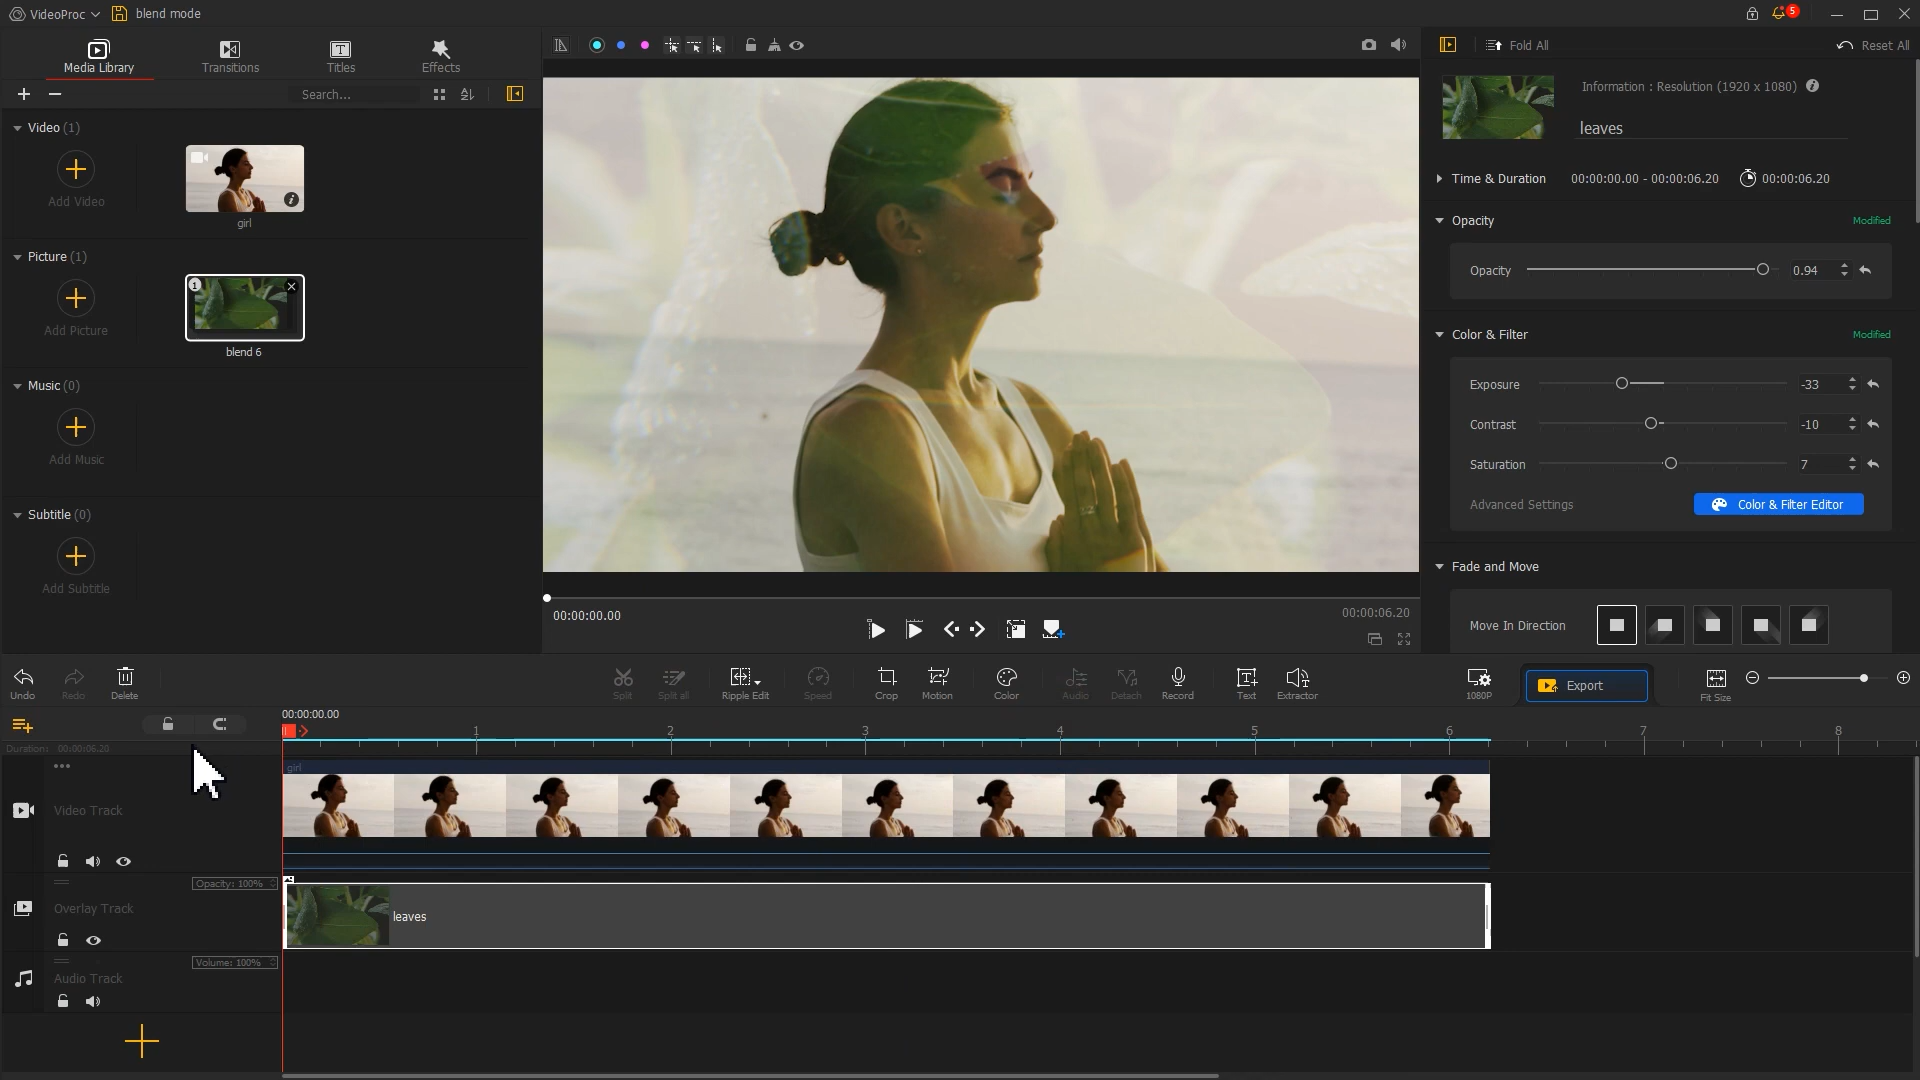 VideoProc
blend mode
5
Media Library
Transitions
Titles
Effects
Search...
Video (1)
Add Video
girl
Picture (1)
Add Picture
1
blend 6
Music (0)
Add Music
Subtitle (0)
Add Subtitle
00:00:00.00
00:00:06.20
Fold All
Reset All
Information : Resolution (1920 x 1080)
leaves
Time & Duration
00:00:00.00 - 00:00:06.20
00:00:06.20
Opacity
Modified
Opacity
0.94
Color & Filter
Modified
Exposure
-33
Contrast
-10
Saturation
7
Advanced Settings
Color & Filter Editor
Fade and Move
Move In Direction
Undo
Redo
Delete
Split
Split all
Ripple Edit
Speed
Crop
Motion
Color
Audio
Detach
Record
Text
Extractor
1080P
Export
Fit Size
00:00:00.00
1
2
3
4
5
6
7
8
Duration: 00:00:06.20
girl
Video Track
Opacity: 100%
Overlay Track
leaves
Volume: 100%
Audio Track